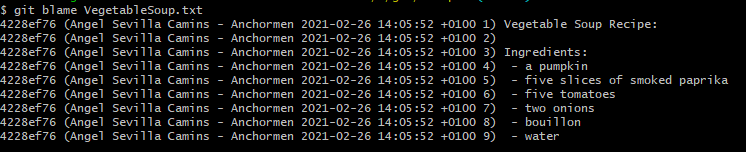 $ git blame VegetableSoup.txt
4228ef76 (Angel Sevilla Camins - Anchormen 2021-02-26 14:05:52 +0100 1) Vegetable Soup Recipe:
4228ef76 (Angel Sevilla Camins - Anchormen 2021-02-26 14:05:52 +0100 2)
4228ef76 (Angel Sevilla Camins - Anchormen 2021-02-26 14:05:52 +0100 3) Ingredients:
4228ef76 (Angel Sevilla Camins - Anchormen 2021-02-26 14:05:52 +0100 4)  - a pumpkin
4228ef76 (Angel Sevilla Camins - Anchormen 2021-02-26 14:05:52 +0100 5)  - five slices of smoked paprika
4228ef76 (Angel Sevilla Camins - Anchormen 2021-02-26 14:05:52 +0100 6)  - five tomatoes
4228ef76 (Angel Sevilla Camins - Anchormen 2021-02-26 14:05:52 +0100 7)  - two onions
4228ef76 (Angel Sevilla Camins - Anchormen 2021-02-26 14:05:52 +0100 8)  - bouillon
4228ef76 (Angel Sevilla Camins - Anchormen 2021-02-26 14:05:52 +0100 9)  - water